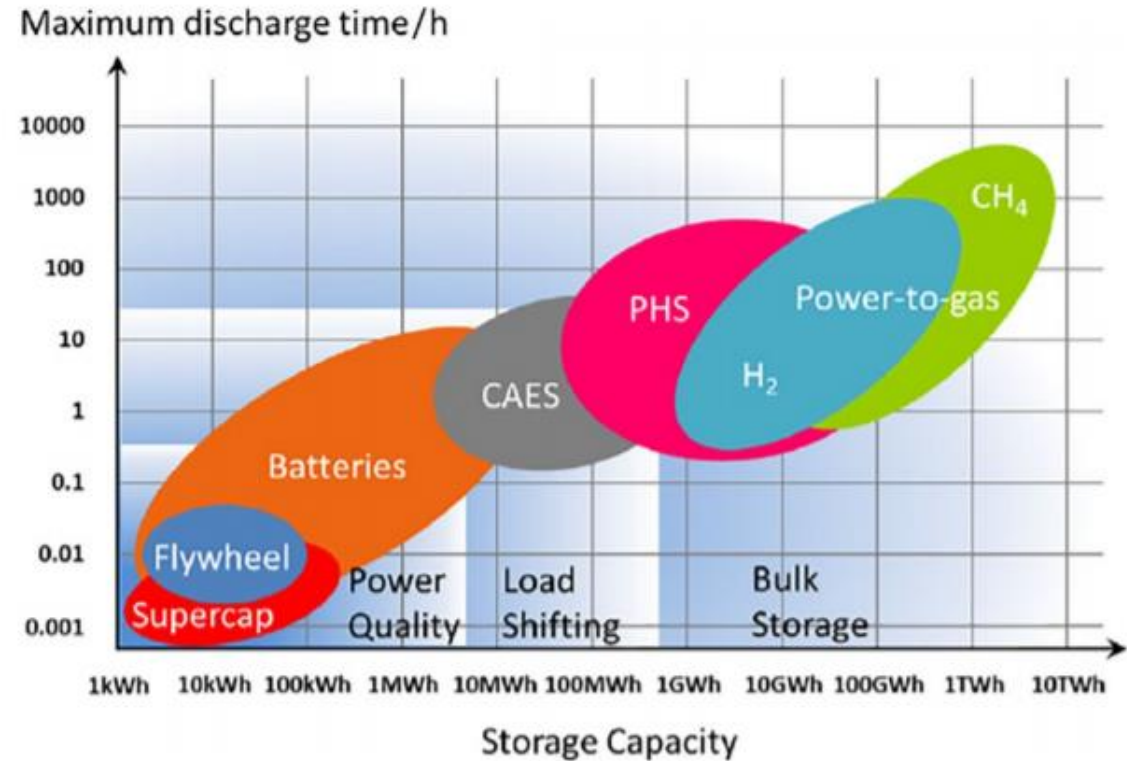 Maximum discharge time/h
10000
1000
100
10
1
0.1
0.01
0.001
CH₄
PHS
Power-to-gas
H₂
CAES
Batteries
Flywheel
Supercap
Power
Quality
Load
Shifting
Bulk
Storage
1kWh 10kWh 100kWh 1MWh 10MWh 100MWh 1GWh 10GWh 100GWh 1TWh 10TWh
Storage Capacity